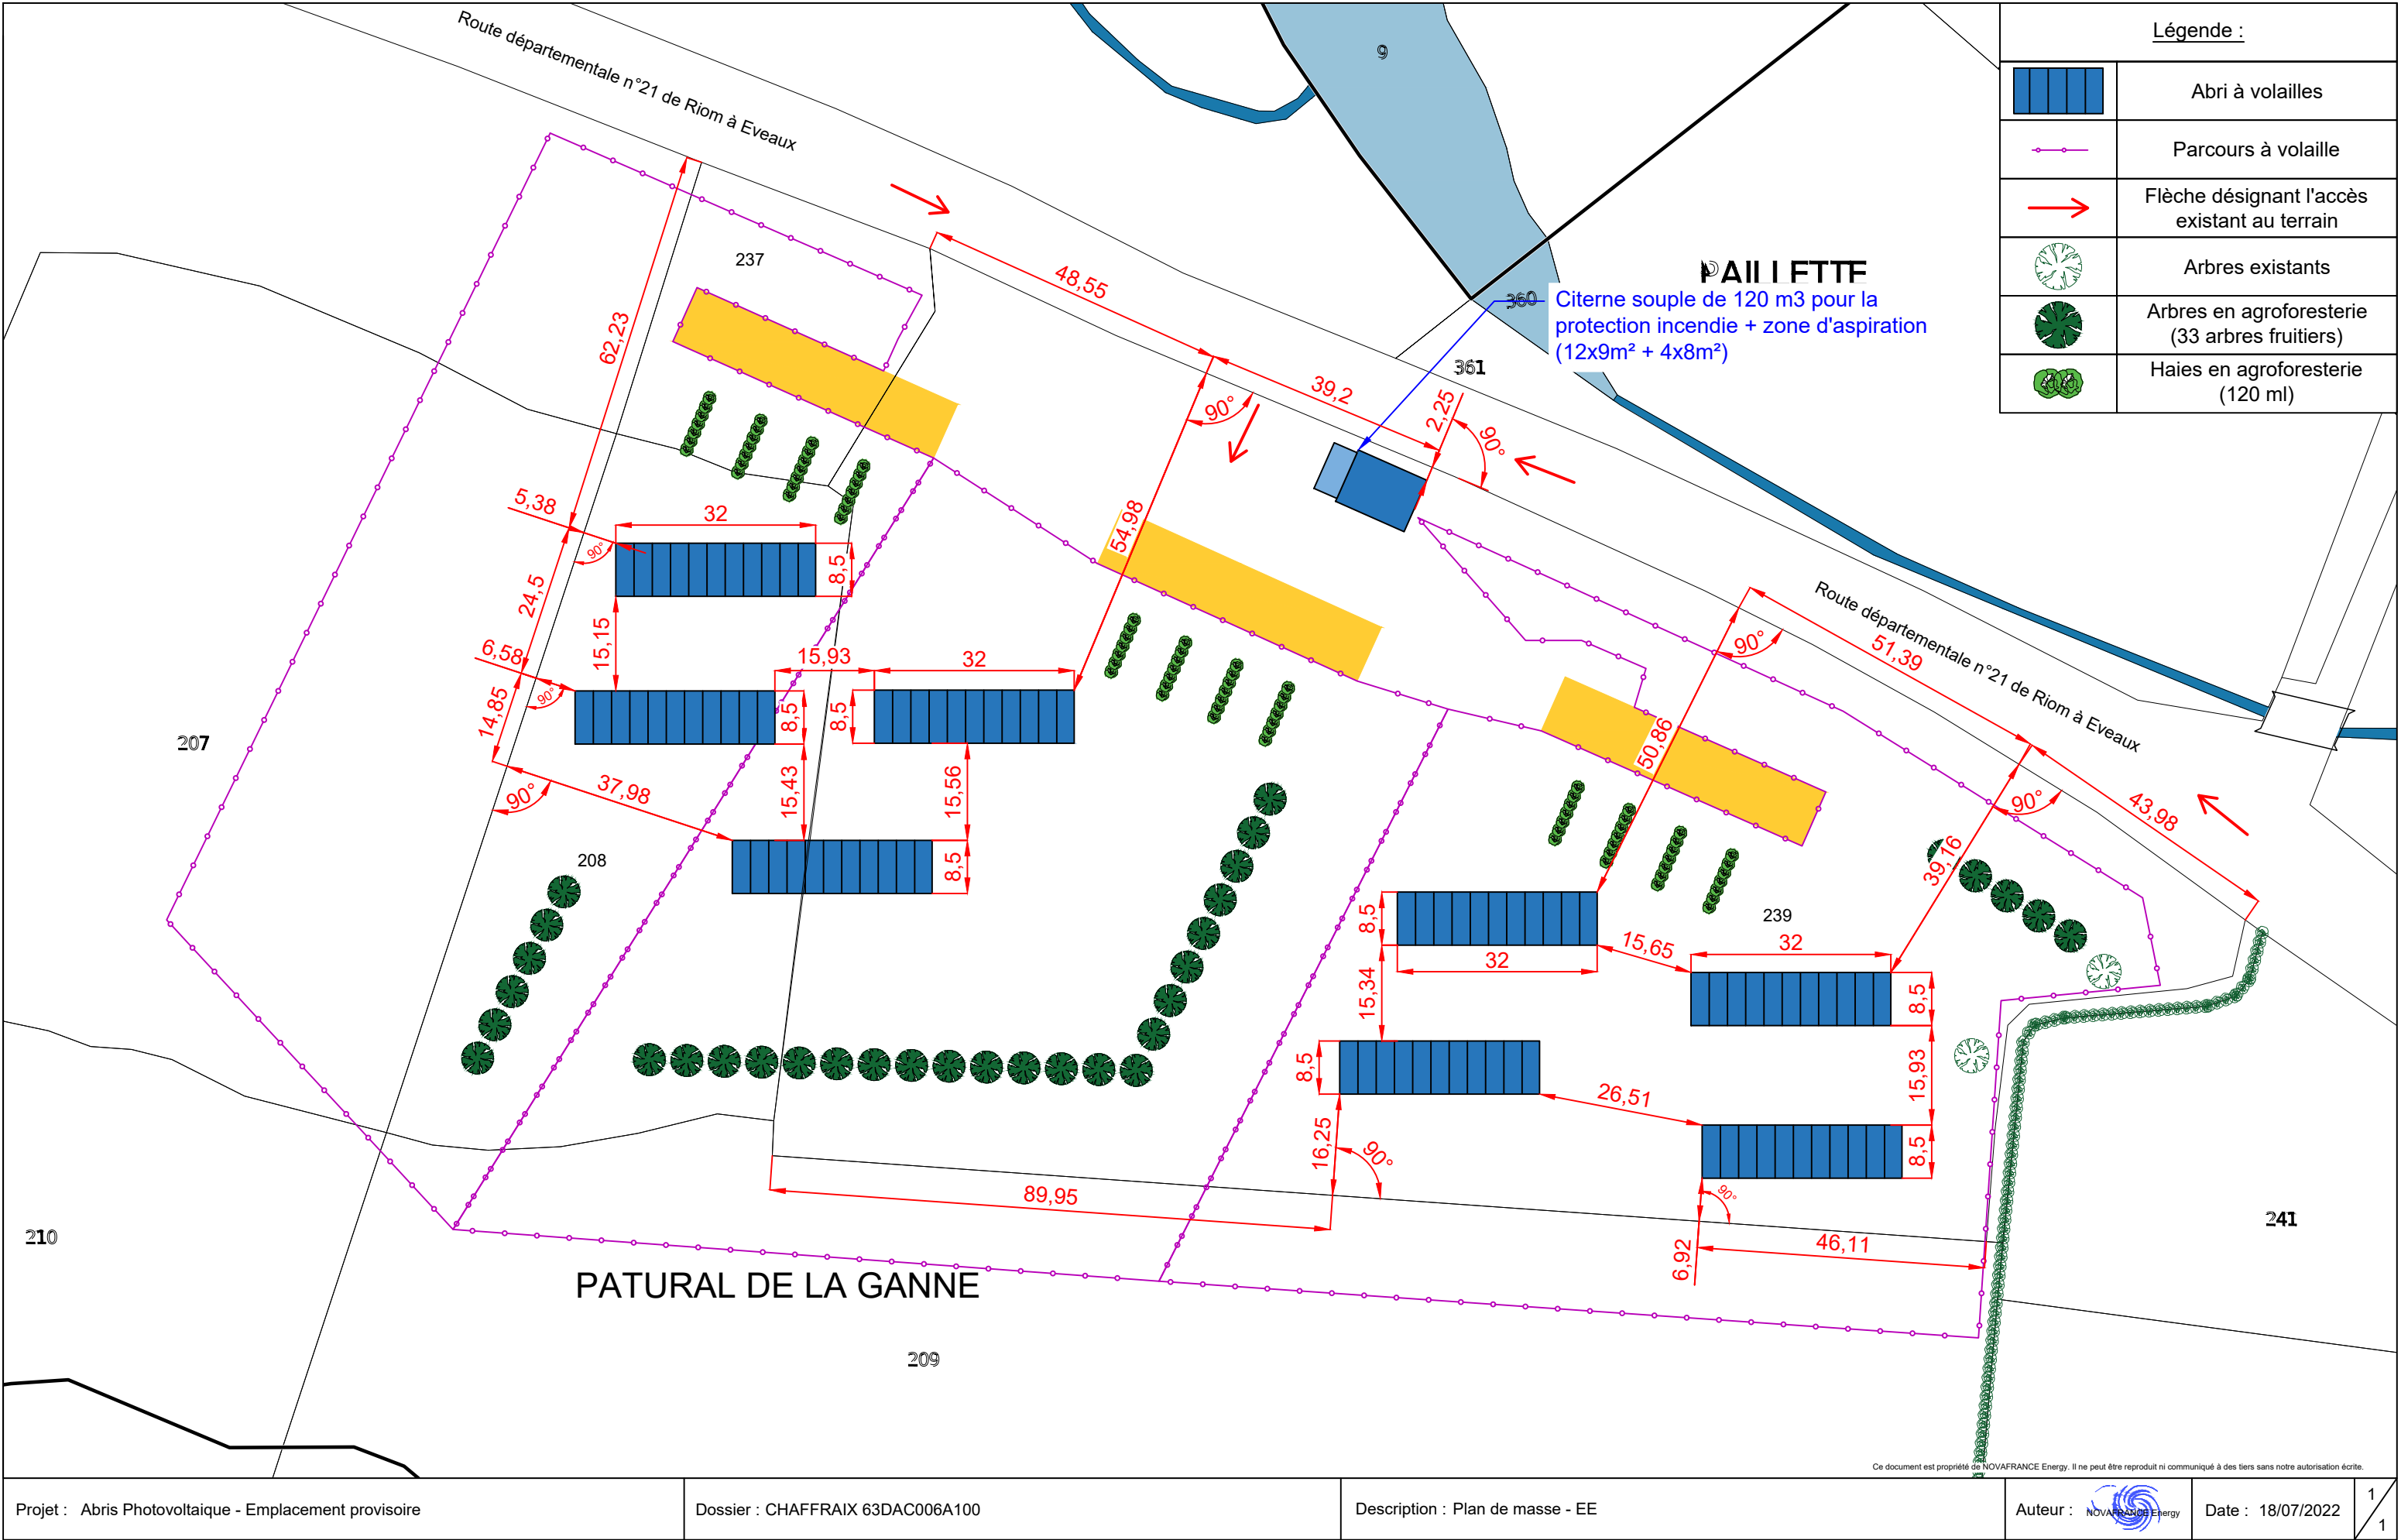 Route départementale n°21 de Riom à Eveaux
9
Légende :
Abri à volailles
Parcours à volaille
Flèche désignant l'accès
existant au terrain
Arbres existants
Arbres en agroforesterie
(33 arbres fruitiers)
Haies en agroforesterie
(120 ml)
PAILLETTE
360
Citerne souple de 120 m3 pour la
protection incendie + zone d'aspiration
(12x9m² + 4x8m²)
361
237
48,55
62,23
39,2
2,25
90°
90°
54,98
5,38
32
90°
8,5
24,5
15,15
6,58
15,93
32
90°
14,85
8,5
8,5
207
37,98
90°
15,43
15,56
8,5
208
Route départementale n°21 de Riom à Eveaux
90°
51,39
50,86
90°
43,98
39,16
239
8,5
32
15,65
32
15,34
8,5
8,5
15,93
26,51
16,25
90°
8,5
90°
89,95
6,92
46,11
241
210
PATURAL DE LA GANNE
209
Ce document est propriété de NOVAFRANCE Energy. Il ne peut être reproduit ni communiqué à des tiers sans notre autorisation écrite.
Projet : Abris Photovoltaique - Emplacement provisoire
Dossier : CHAFFRAIX 63DAC006A100
Description : Plan de masse - EE
Auteur : NOVAFRANCE Energy
Date : 18/07/2022
1/1